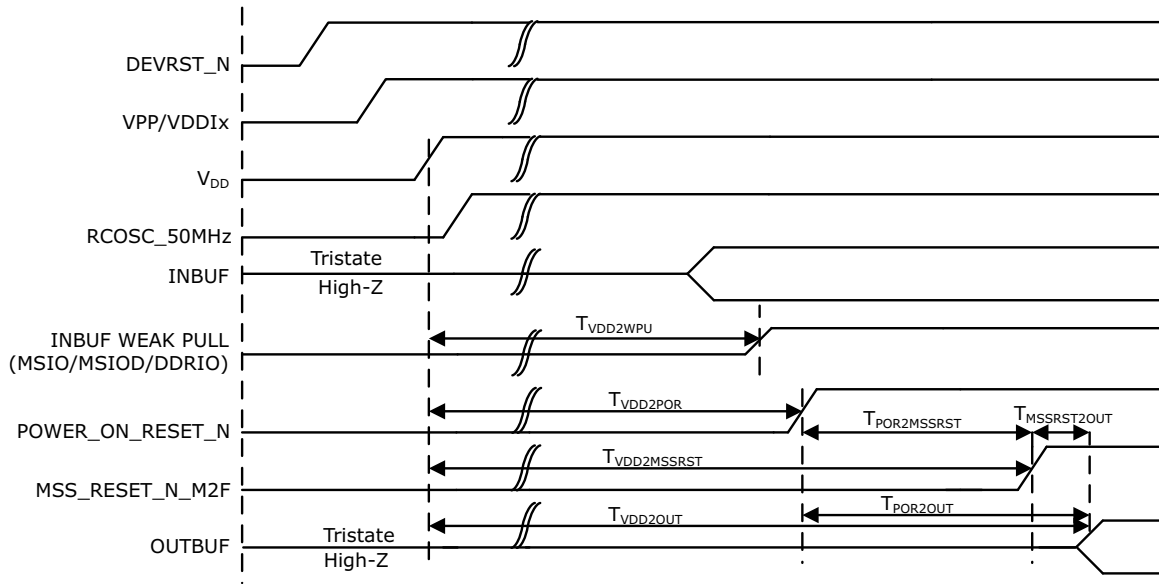 DEVRST_N
VPP/VDDIx
VDD
RCOSC_50MHz
Tristate
INBUF
High-Z
TVDD2WPU
INBUF WEAK PULL
(MSIO/MSIOD/DDRIO)
TVDD2POR
TPOR2MSSRST
TMSSRST2OUT
POWER_ON_RESET_N
TVDD2MSSRST
MSS_RESET_N_M2F
TPOR2OUT
TVDD2OUT
Tristate
OUTBUF
High-Z